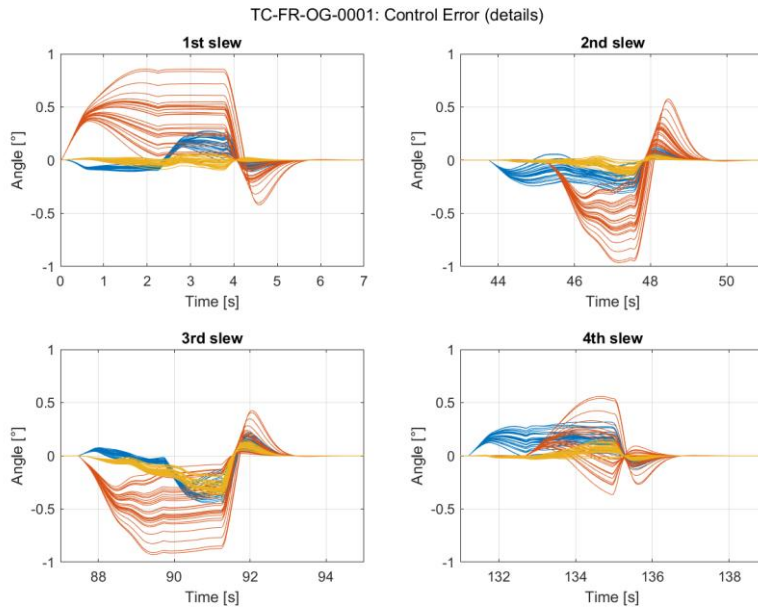 TC-FR-OG-0001: Control Error (details)
1st slew
1
0.5
0
-0.5
-1
Angle [°]
0 1 2 3 4 5 6 7
Time [s]
2nd slew
1
0.5
0
-0.5
-1
Angle [°]
44 46 48 50
Time [s]
3rd slew
1
0.5
0
-0.5
-1
Angle [°]
88 90 92 94
Time [s]
4th slew
1
0.5
0
-0.5
-1
Angle [°]
132 134 136 138
Time [s]